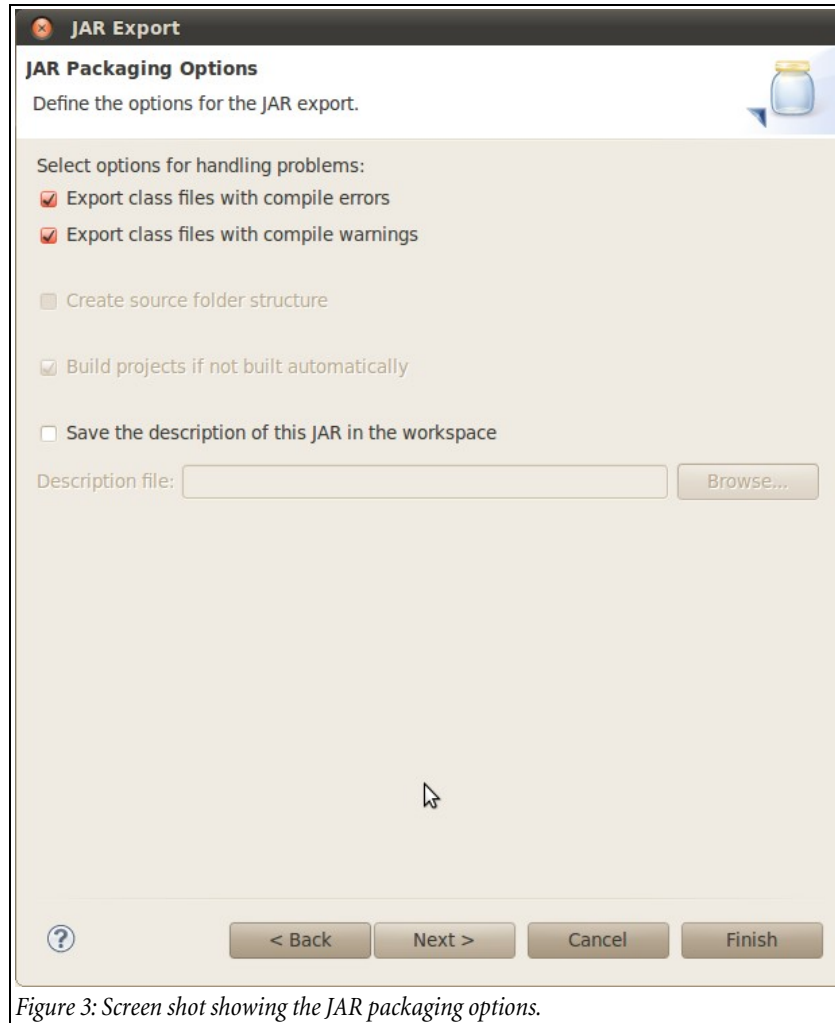 JAR Export
JAR Packaging Options
Define the options for the JAR export.
Select options for handling problems:
Export class files with compile errors
Export class files with compile warnings
Create source folder structure
Build projects if not built automatically
Save the description of this JAR in the workspace
Description file: Browse...
? < Back Next > Cancel Finish
Figure 3: Screen shot showing the JAR packaging options.